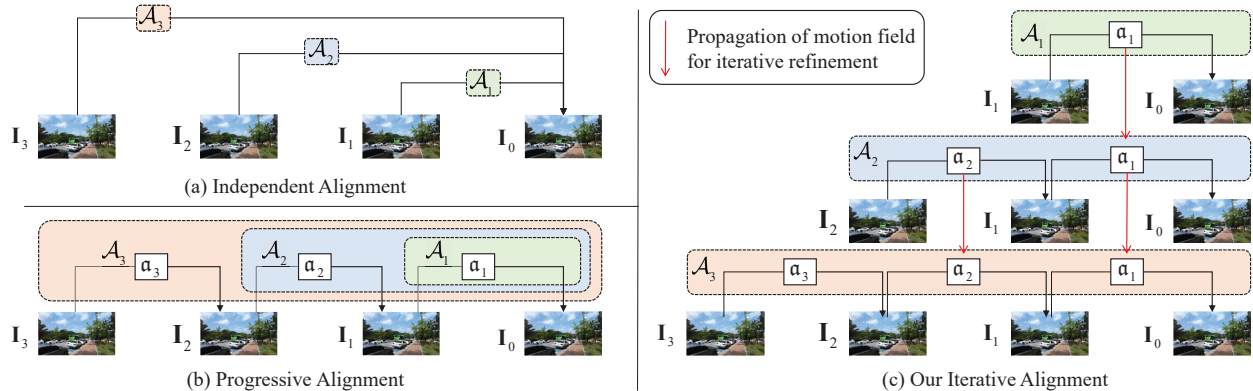 𝒜₃
𝒜₂
𝒜₁
I₃ I₂ I₁ I₀
(a) Independent Alignment
𝒜₃ 𝔞₃ 𝒜₂ 𝔞₂ 𝒜₁ 𝔞₁
I₃ I₂ I₁ I₀
(b) Progressive Alignment
Propagation of motion field
for iterative refinement
𝒜₁ 𝔞₁
I₁ I₀
𝒜₂ 𝔞₂ 𝔞₁
I₂ I₁ I₀
𝒜₃ 𝔞₃ 𝔞₂ 𝔞₁
I₃ I₂ I₁ I₀
(c) Our Iterative Alignment